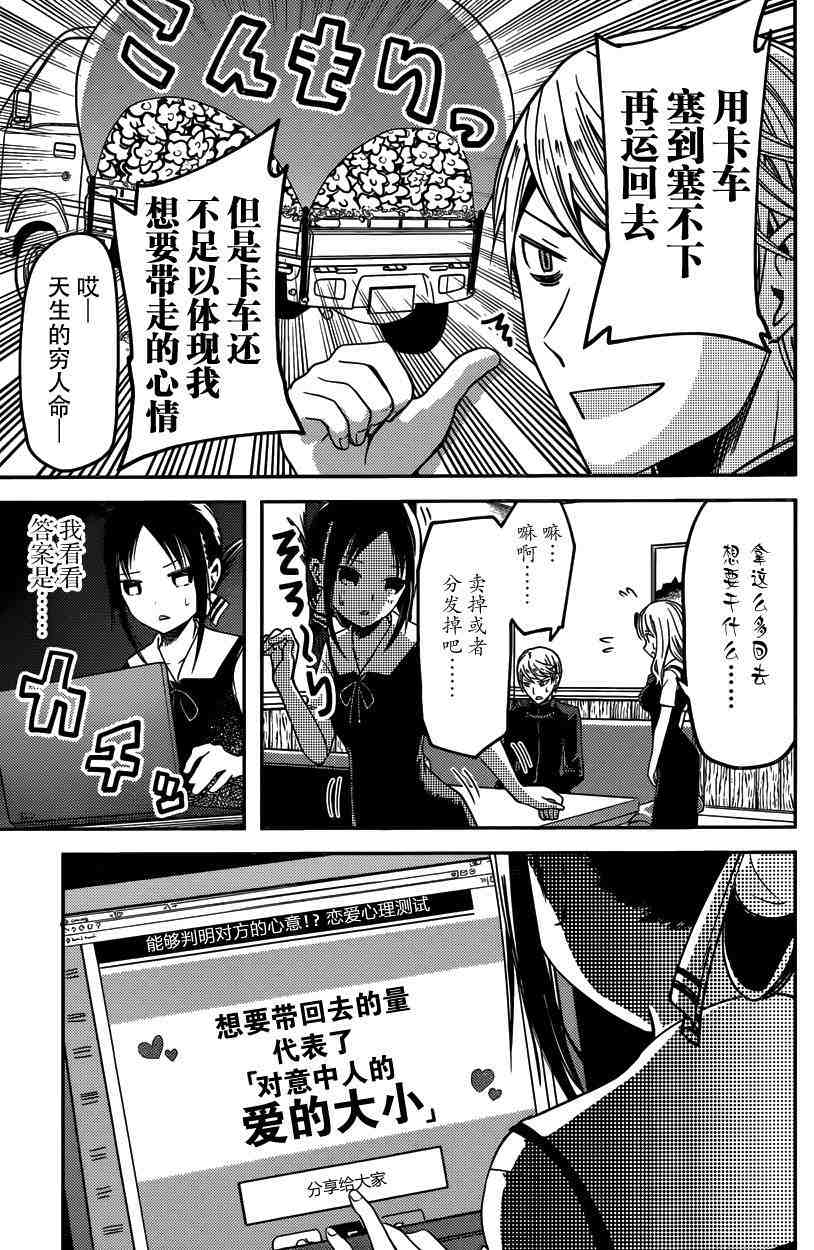 用卡车
塞到塞不下
再运回去
こんもりっ
但是卡车还
不足以体现我
想要带走的心情
哎—
天生的穷人命—
拿这么多回去
想要干什么……
嘛…
嘛啊……
卖掉或者
分发掉吧…
そろ~り
我看看
答案是……
カチッ
能够判明对方的心意!?恋爱心理测试
想要带回去的量
代表了
「对意中人的
爱的大小」
分享给大家